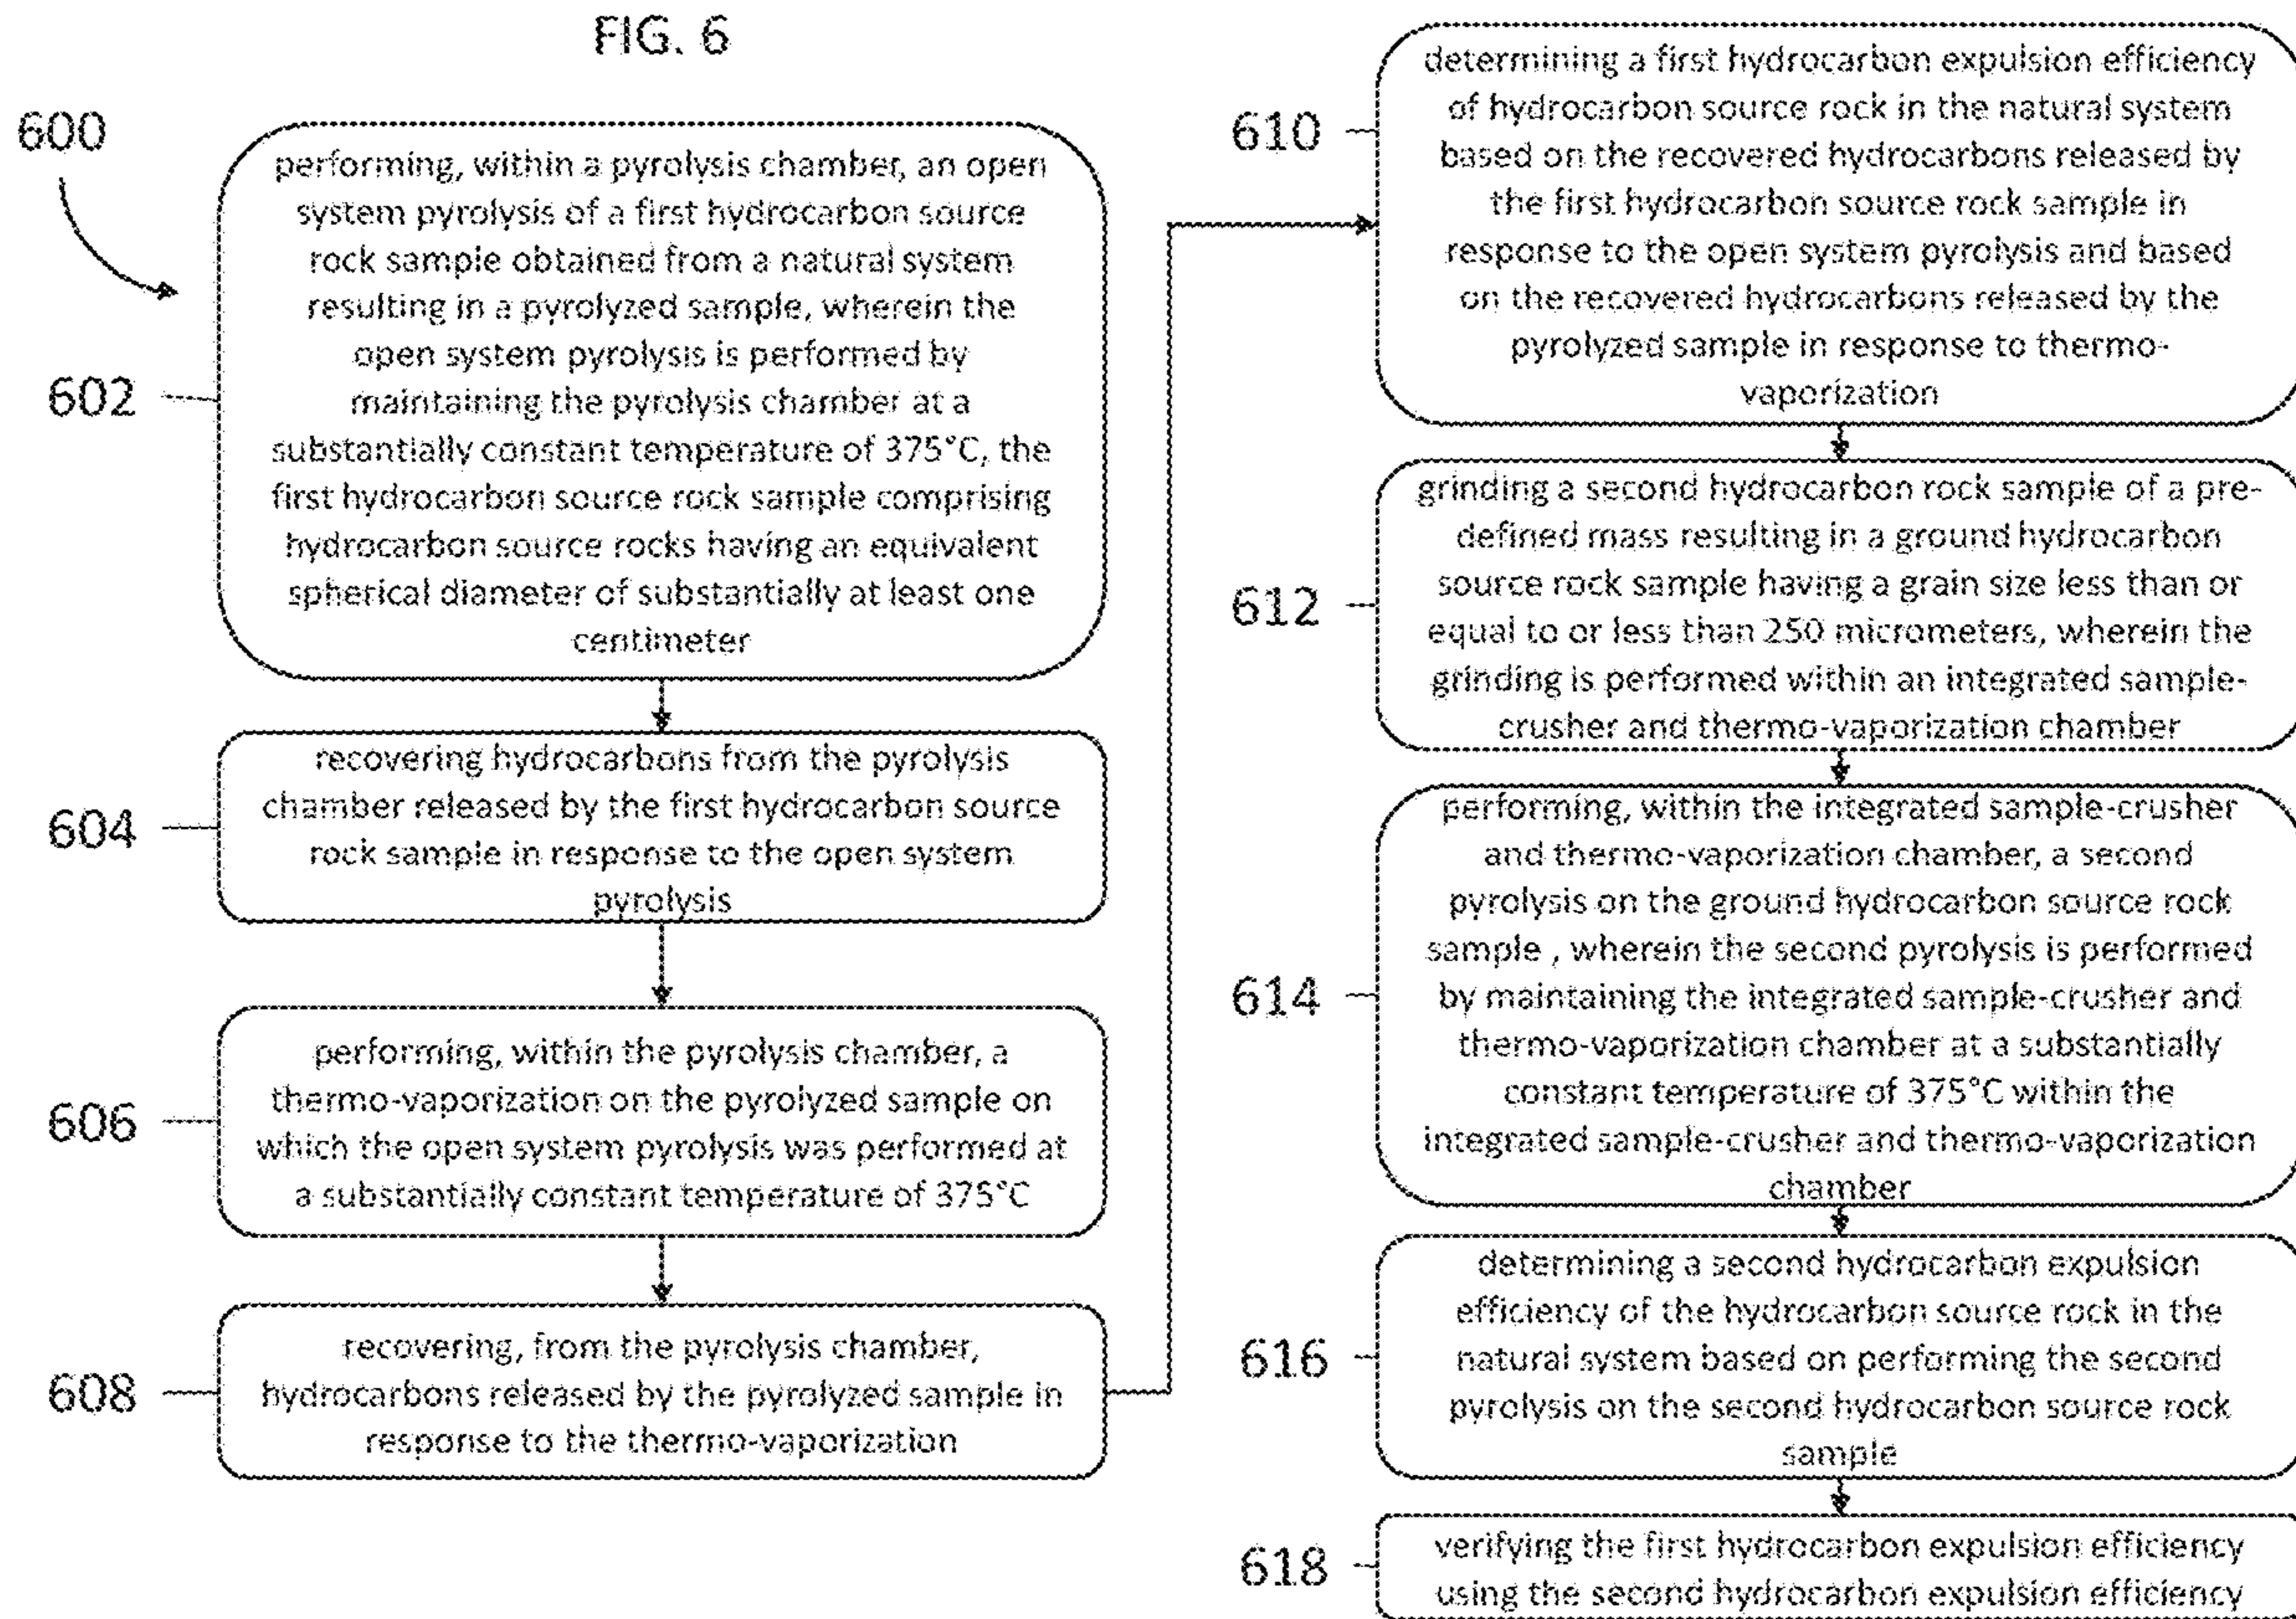 FIG. 6
600
602
performing, within a pyrolysis chamber, an open
system pyrolysis of a first hydrocarbon source
rock sample obtained from a natural system
resulting in a pyrolyzed sample, wherein the
open system pyrolysis is performed by
maintaining the pyrolysis chamber at a
substantially constant temperature of 375°C, the
first hydrocarbon source rock sample comprising
hydrocarbon source rocks having an equivalent
spherical diameter of substantially at least one
centimeter
604
recovering hydrocarbons from the pyrolysis
chamber released by the first hydrocarbon source
rock sample in response to the open system
pyrolysis
606
performing, within the pyrolysis chamber, a
thermo-vaporization on the pyrolyzed sample on
which the open system pyrolysis was performed at
a substantially constant temperature of 375°C
608
recovering, from the pyrolysis chamber,
hydrocarbons released by the pyrolyzed sample in
response to the thermo-vaporization
610
determining a first hydrocarbon expulsion efficiency
of hydrocarbon source rock in the natural system
based on the recovered hydrocarbons released by
the first hydrocarbon source rock sample in
response to the open system pyrolysis and based
on the recovered hydrocarbons released by the
pyrolyzed sample in response to thermo-
vaporization
612
grinding a second hydrocarbon rock sample of a pre-
defined mass resulting in a ground hydrocarbon
source rock sample having a grain size less than or
equal to or less than 250 micrometers, wherein the
grinding is performed within an integrated sample-
crusher and thermo-vaporization chamber
614
performing, within the integrated sample-crusher
and thermo-vaporization chamber, a second
pyrolysis on the ground hydrocarbon source rock
sample , wherein the second pyrolysis is performed
by maintaining the integrated sample-crusher and
thermo-vaporization chamber at a substantially
constant temperature of 375°C within the
integrated sample-crusher and thermo-vaporization
chamber
616
determining a second hydrocarbon expulsion
efficiency of the hydrocarbon source rock in the
natural system based on performing the second
pyrolysis on the second hydrocarbon source rock
sample
618
verifying the first hydrocarbon expulsion efficiency
using the second hydrocarbon expulsion efficiency